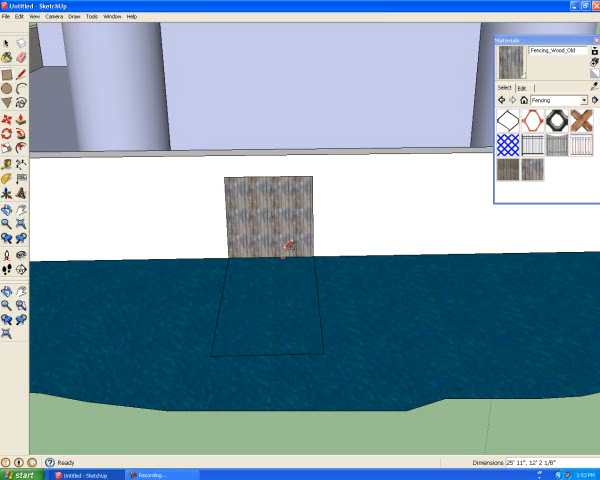 Untitled - SketchUp
File Edit View Camera Draw Tools Window Help
Materials
Fencing_Wood_Old
Select Edit
Fencing
Ready
Dimensions 25' 11", 12' 2 1/8"
start
Untitled - SketchUp
Recording...
3:53 PM